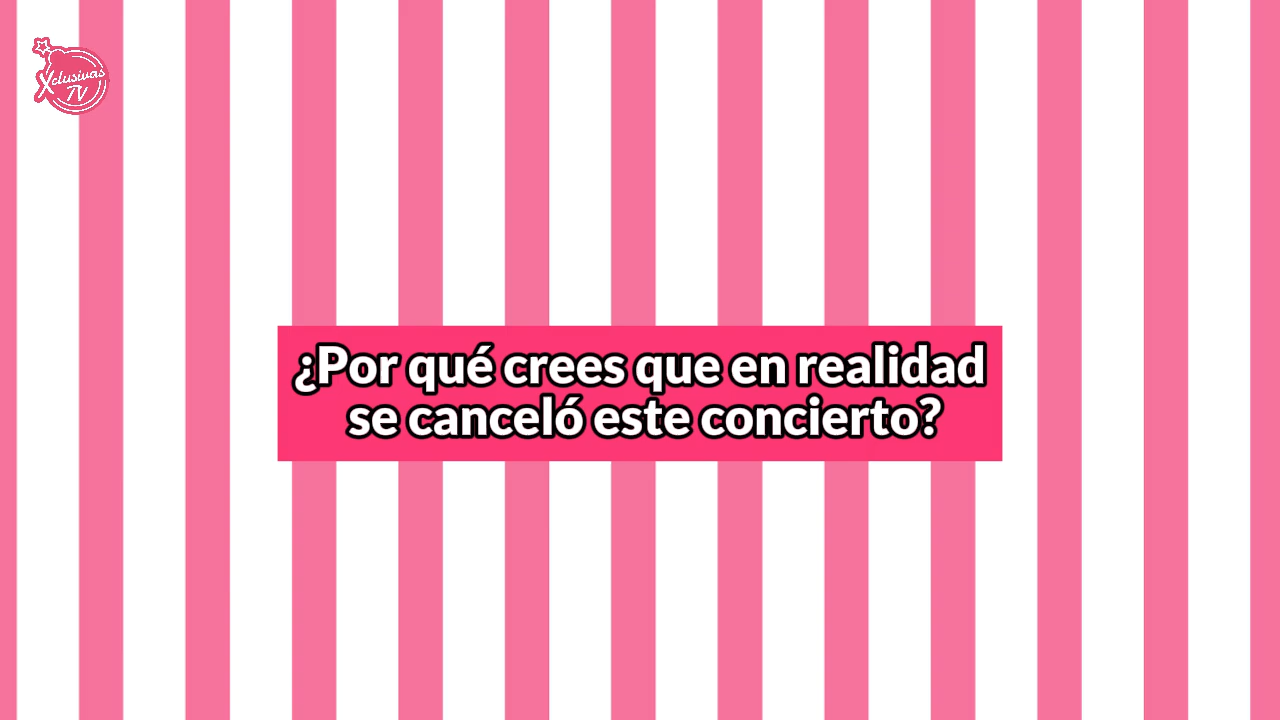 Xclusivas
TV
¿Por qué crees que en realidad
se canceló este concierto?